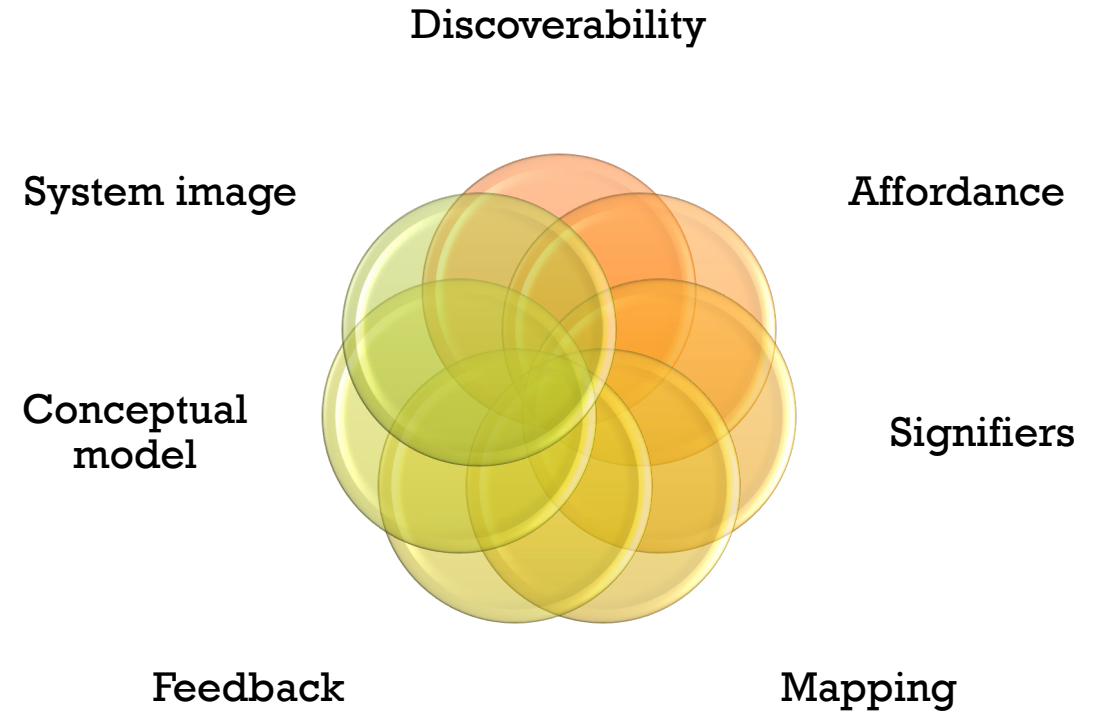 Discoverability
System image
Affordance
Conceptual
model
Signifiers
Feedback
Mapping